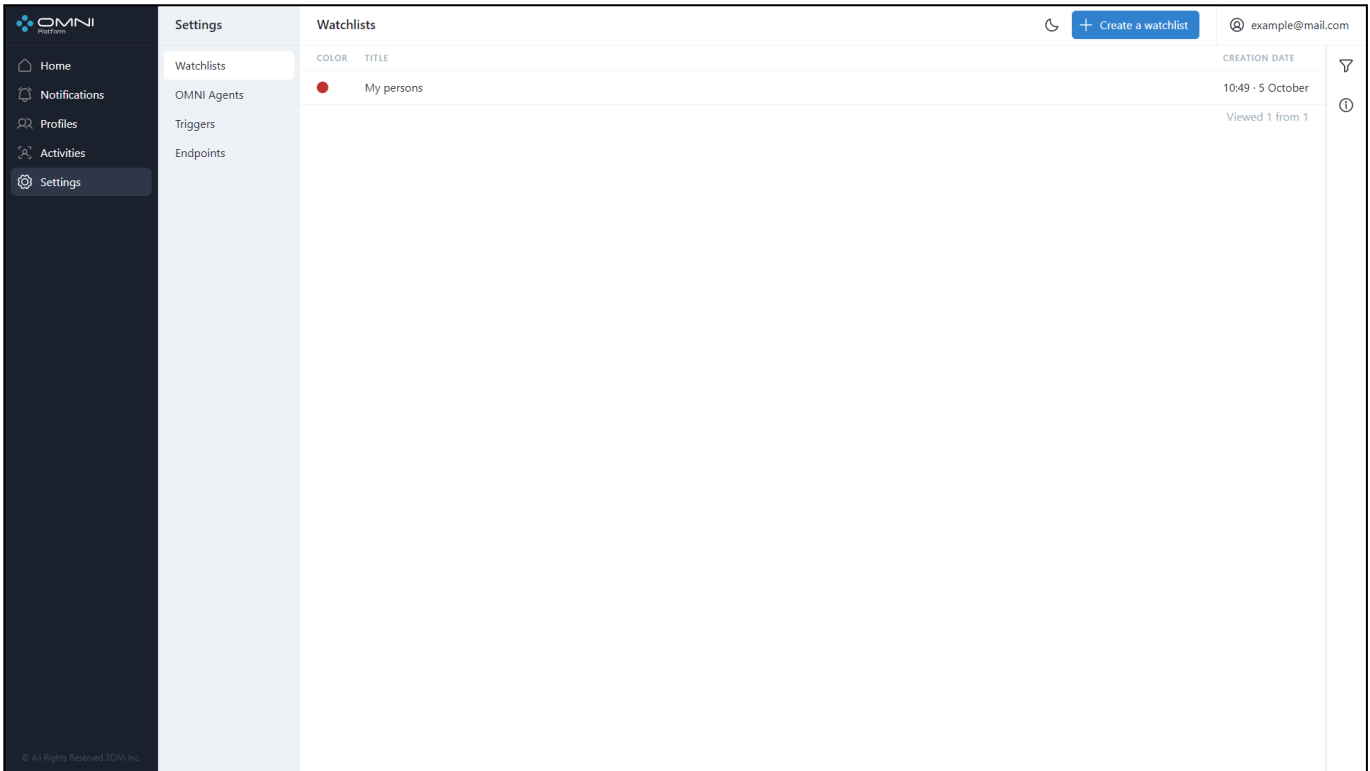 OMNI
Platform
Home
Notifications
Profiles
Activities
Settings
© All Rights Reserved 3DiVi Inc.
Settings
Watchlists
OMNI Agents
Triggers
Endpoints
Watchlists
Create a watchlist
example@mail.com
COLOR TITLE CREATION DATE
My persons 10:49 · 5 October
Viewed 1 from 1